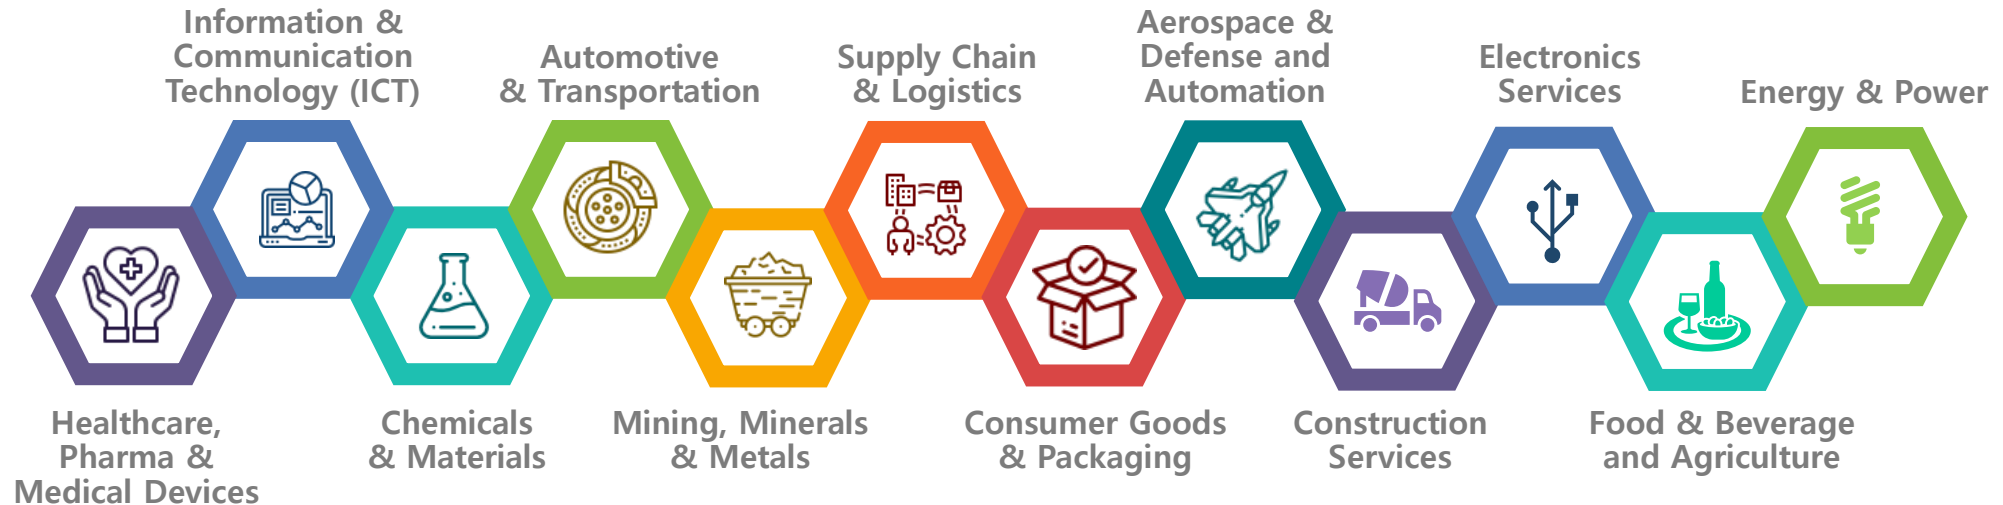 Information &
Communication
Technology (ICT)
Automotive
& Transportation
Supply Chain
& Logistics
Aerospace &
Defense and
Automation
Electronics
Services
Energy & Power
Healthcare,
Pharma &
Medical Devices
Chemicals
& Materials
Mining, Minerals
& Metals
Consumer Goods
& Packaging
Construction
Services
Food & Beverage
and Agriculture